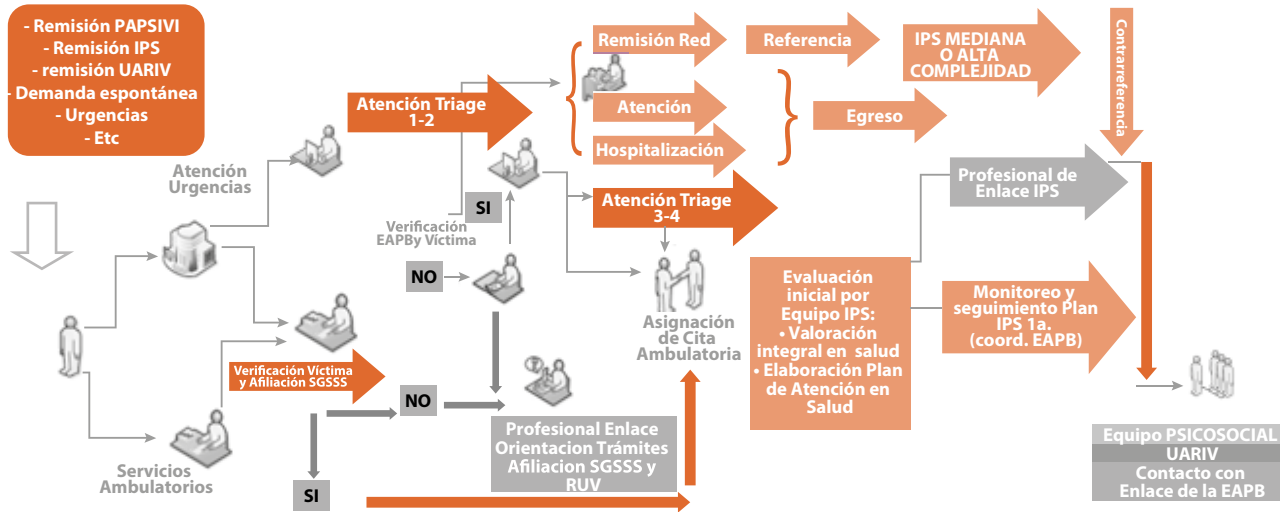 - Remisión PAPSIVI
- Remisión IPS
- remisión UARIV
- Demanda espontánea
- Urgencias
- Etc
Atención
Urgencias
Servicios
Ambulatorios
Atención Triage
1-2
Verificación Víctima
y Afiliación SGSSS
SI
NO
Verificación
EAPBy Víctima
SI
NO
Profesional Enlace
Orientacion Trámites
Afiliacion SGSSS y
RUV
Remisión Red
Atención
Hospitalización
Referencia
IPS MEDIANA
O ALTA
COMPLEJIDAD
Egreso
Contrarreferencia
Atención Triage
3-4
Asignación
de Cita
Ambulatoria
Evaluación
inicial por
Equipo IPS:
• Valoración
integral en salud
• Elaboración Plan
de Atención en
Salud
Profesional de
Enlace IPS
Monitoreo y
seguimiento Plan
IPS 1a.
(coord. EAPB)
Equipo PSICOSOCIAL
UARIV
Contacto con
Enlace de la EAPB